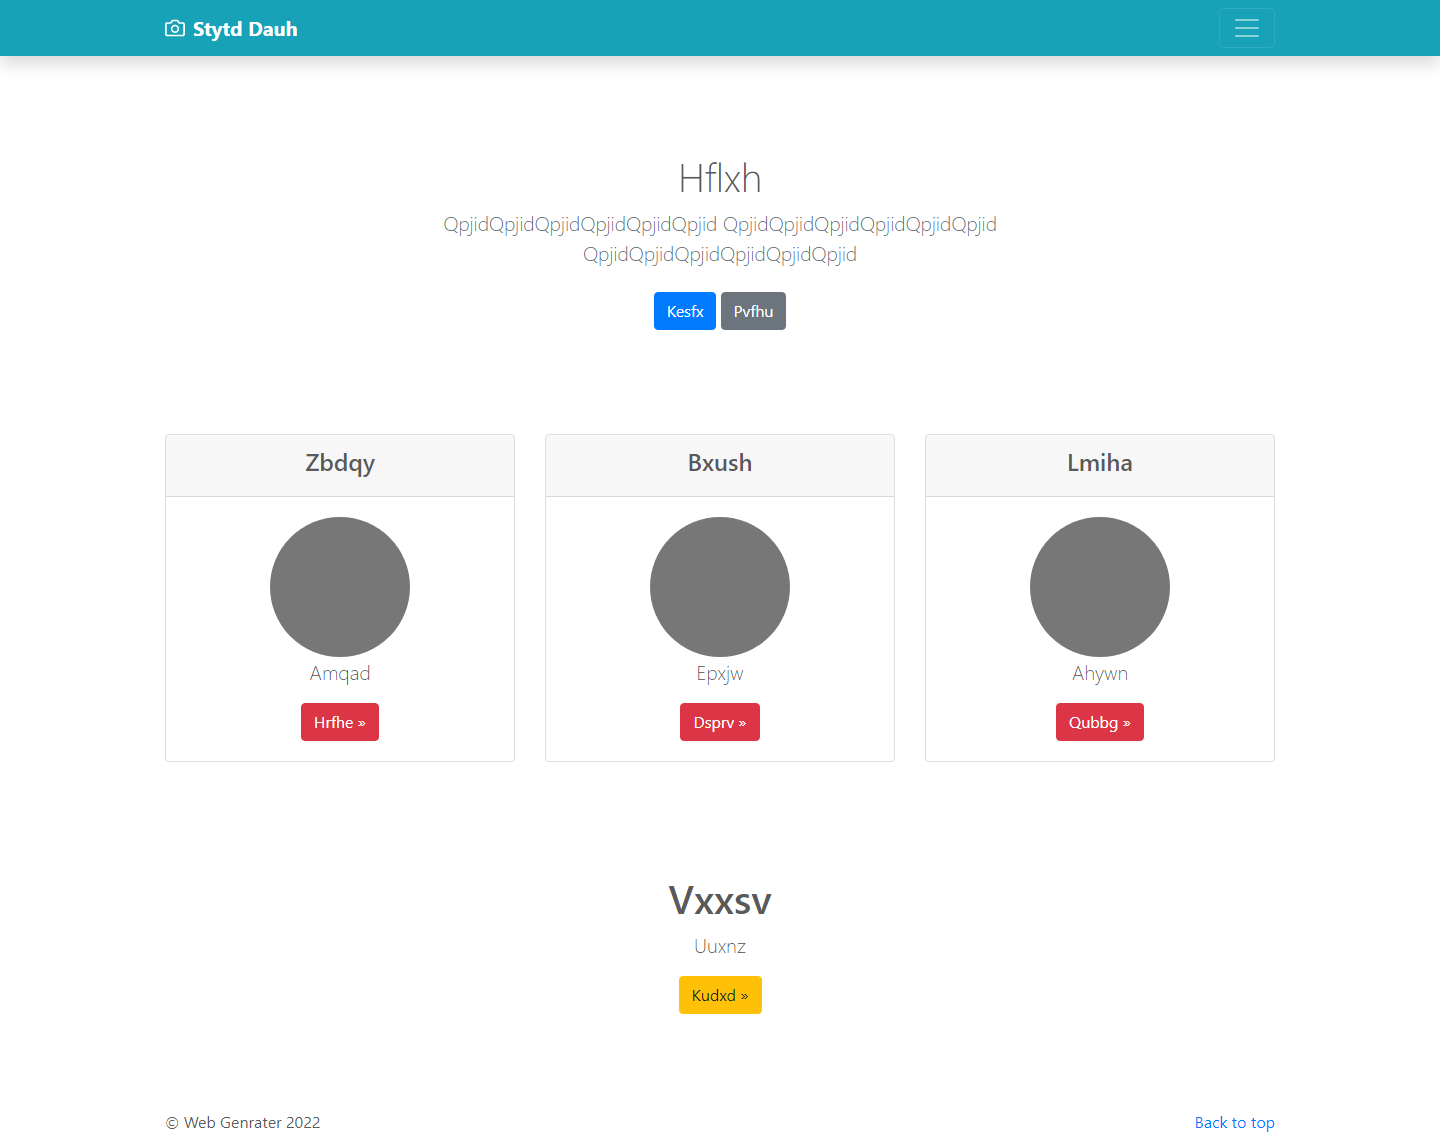 Stytd Dauh
Hflxh
QpjidQpjidQpjidQpjidQpjidQpjid QpjidQpjidQpjidQpjidQpjidQpjid
QpjidQpjidQpjidQpjidQpjidQpjid
Kesfx Pvfhu
Zbdqy
Amqad
Hrfhe »
Bxush
Epxjw
Dsprv »
Lmiha
Ahywn
Qubbg »
Vxxsv
Uuxnz
Kudxd »
© Web Genrater 2022
Back to top